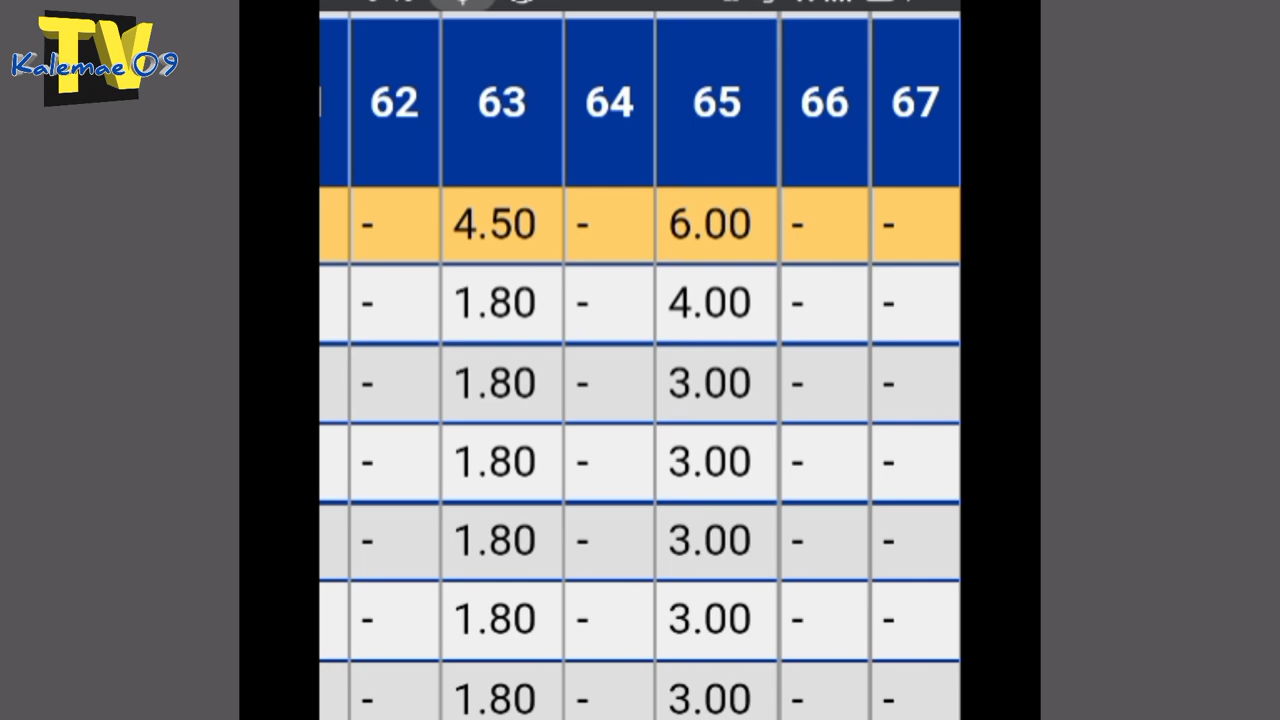 TV
Kalemae 09
62 63 64 65 66 67
- 4.50 - 6.00 - -
- 1.80 - 4.00 - -
- 1.80 - 3.00 - -
- 1.80 - 3.00 - -
- 1.80 - 3.00 - -
- 1.80 - 3.00 - -
- 1.80 - 3.00 - -